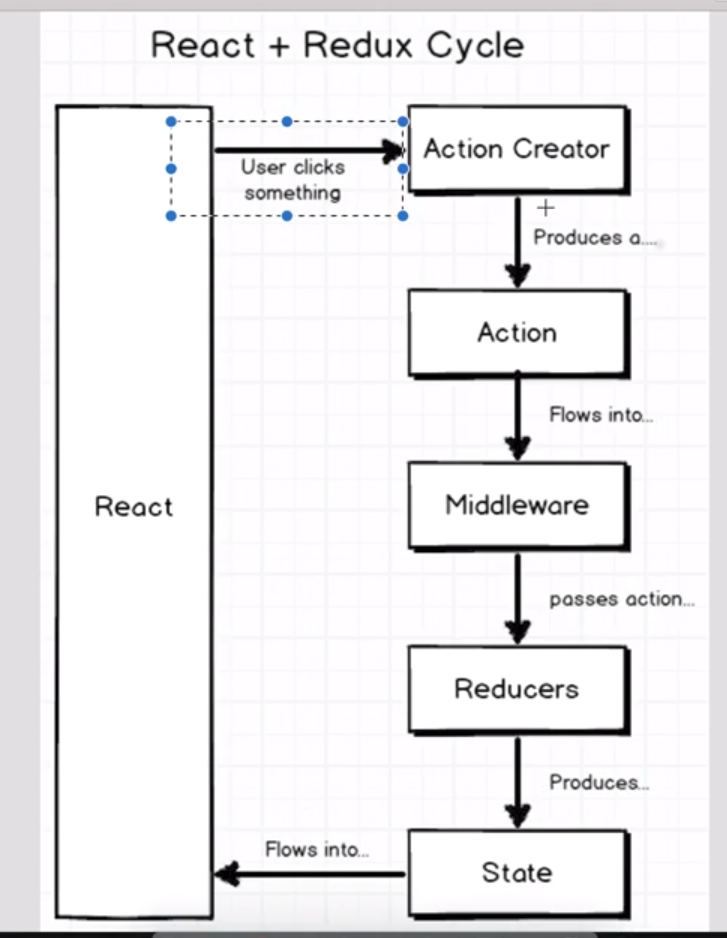 React + Redux Cycle
Action Creator
User clicks
something
Produces a....
Action
Flows into...
Middleware
React
passes action...
Reducers
Produces...
Flows into...
State